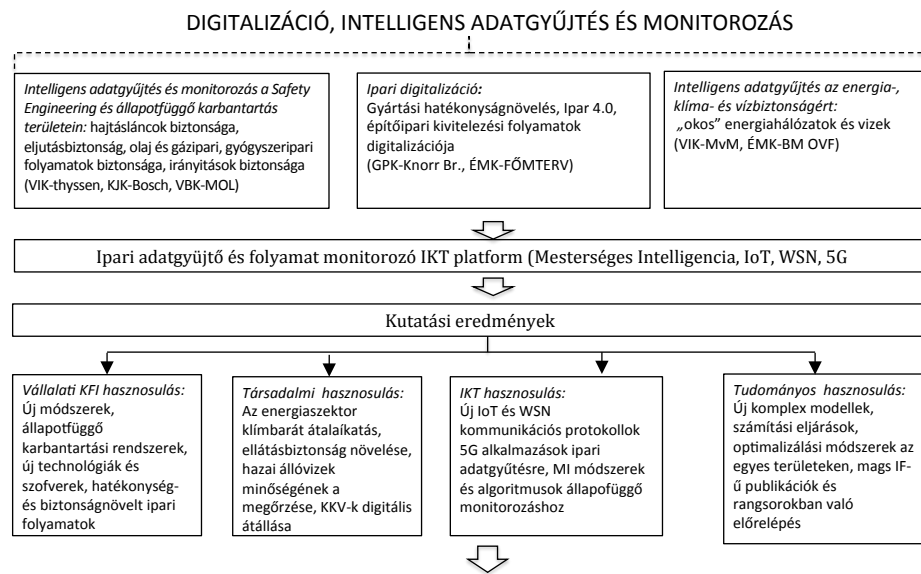 DIGITALIZÁCIÓ, INTELLIGENS ADATGYŰJTÉS ÉS MONITOROZÁS
Intelligens adatgyűjtés és monitorozás a Safety
Engineering és állapotfüggő karbantartás
területein: hajtásláncok biztonsága,
eljutásbiztonság, olaj és gázipari, gyógyszeripari
folyamatok biztonsága, irányitások biztonsága
(VIK-thyssen, KJK-Bosch, VBK-MOL)
Ipari digitalizáció:
Gyártási hatékonyságnövelés, Ipar 4.0,
építőipari kivitelezési folyamatok
digitalizációja
(GPK-Knorr Br., ÉMK-FŐMTERV)
Intelligens adatgyűjtés az energia-,
klíma- és vízbiztonságért:
„okos” energiahálózatos és vizek
(VIK-MvM, ÉMK-BM OVF)
Ipari adatgyüjtő és folyamat monitorozó IKT platform (Mesterséges Intelligencia, IoT, WSN, 5G
Kutatási eredmények
Vállalati KFI hasznosulás:
Új módszerek,
állapotfüggő
karbantartási rendszerek,
új technológiák és
szofverek, hatékonység-
és biztonságnövelt ipari
folyamatok
Társadalmi hasznosulás:
Az energiaszektor
klímbarát átalaíkatás,
ellátásbiztonság növelése,
hazai állóvizek
minőségének a
megőrzése, KKV-k digitális
átállása
IKT hasznosulás:
Új IoT és WSN
kommunikációs protokollok
5G alkalmazások ipari
adatgyűtésre, MI módszerek
és algoritmusok állapofüggő
monitorozáshoz
Tudományos hasznosulás:
Új komplex modellek,
számítási eljárások,
optimalizálási módszerek az
egyes területeken, mags IF-
ű publikációk és
rangsorokban való
előrelépés